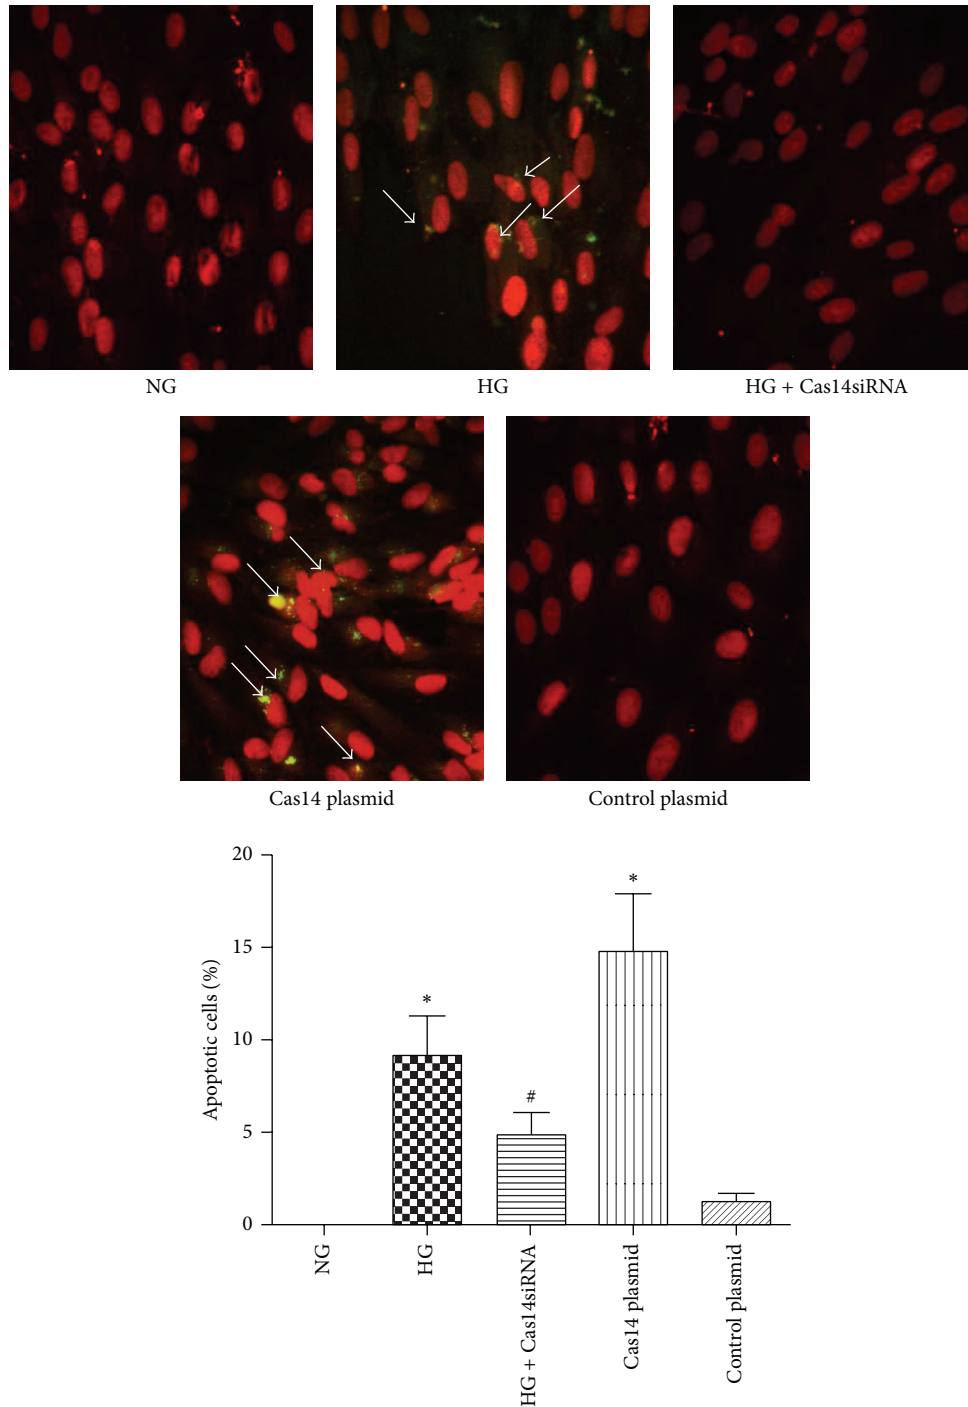 NG
HG
HG + Cas14siRNA
Cas14 plasmid
Control plasmid
20
15
10
5
0
Apoptotic cells (%)
*
#
*
NG
HG
HG + Cas14siRNA
Cas14 plasmid
Control plasmid